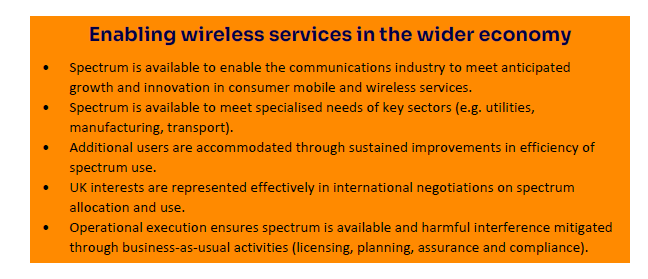 Enabling wireless services in the wider economy
• Spectrum is available to enable the communications industry to meet anticipated
growth and innovation in consumer mobile and wireless services.
• Spectrum is available to meet specialised needs of key sectors (e.g. utilities,
manufacturing, transport).
• Additional users are accommodated through sustained improvements in efficiency of
spectrum use.
• UK interests are represented effectively in international negotiations on spectrum
allocation and use.
• Operational execution ensures spectrum is available and harmful interference mitigated
through business-as-usual activities (licensing, planning, assurance and compliance).